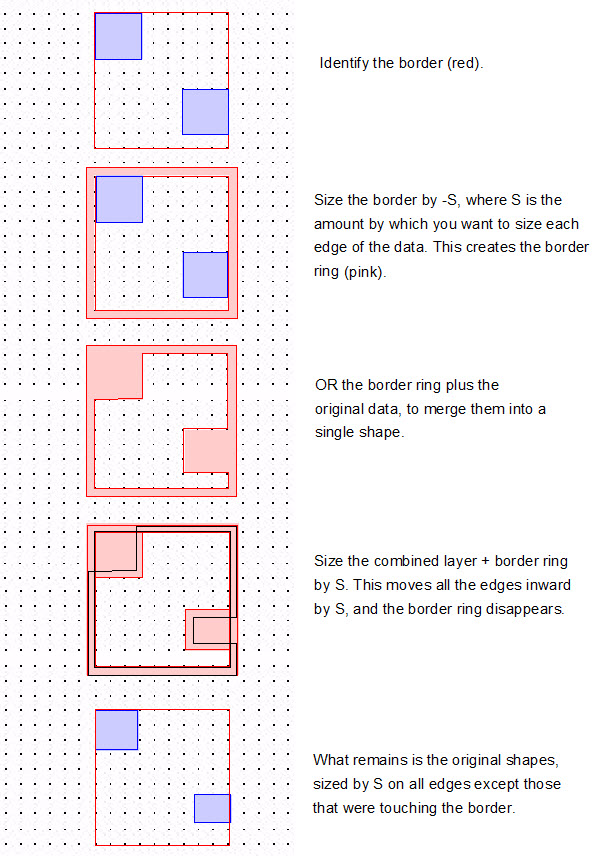 Identify the border (red).
Size the border by -S, where S is the
amount by which you want to size each
edge of the data. This creates the border
ring (pink).
OR the border ring plus the
original data, to merge them into a
single shape.
Size the combined layer + border ring
by S. This moves all the edges inward
by S, and the border ring disappears.
What remains is the original shapes,
sized by S on all edges except those
that were touching the border.